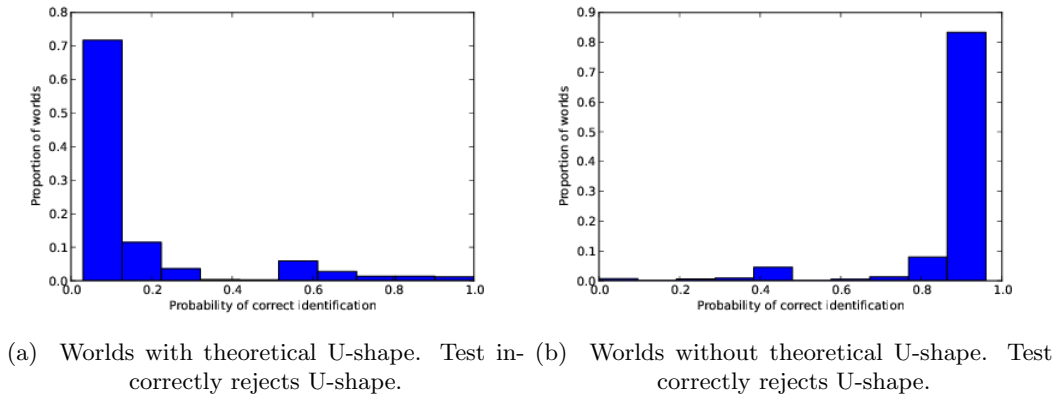 0.8
0.7
0.6
0.5
0.4
0.3
0.2
0.1
0.0
0.0 0.2 0.4 0.6 0.8 1.0
Proportion of worlds
Probability of correct identification
0.9
0.8
0.7
0.6
0.5
0.4
0.3
0.2
0.1
0.0
0.0 0.2 0.4 0.6 0.8 1.0
Proportion of worlds
Probability of correct identification
(a) Worlds with theoretical U-shape. Test in-
correctly rejects U-shape.
(b) Worlds without theoretical U-shape. Test
correctly rejects U-shape.